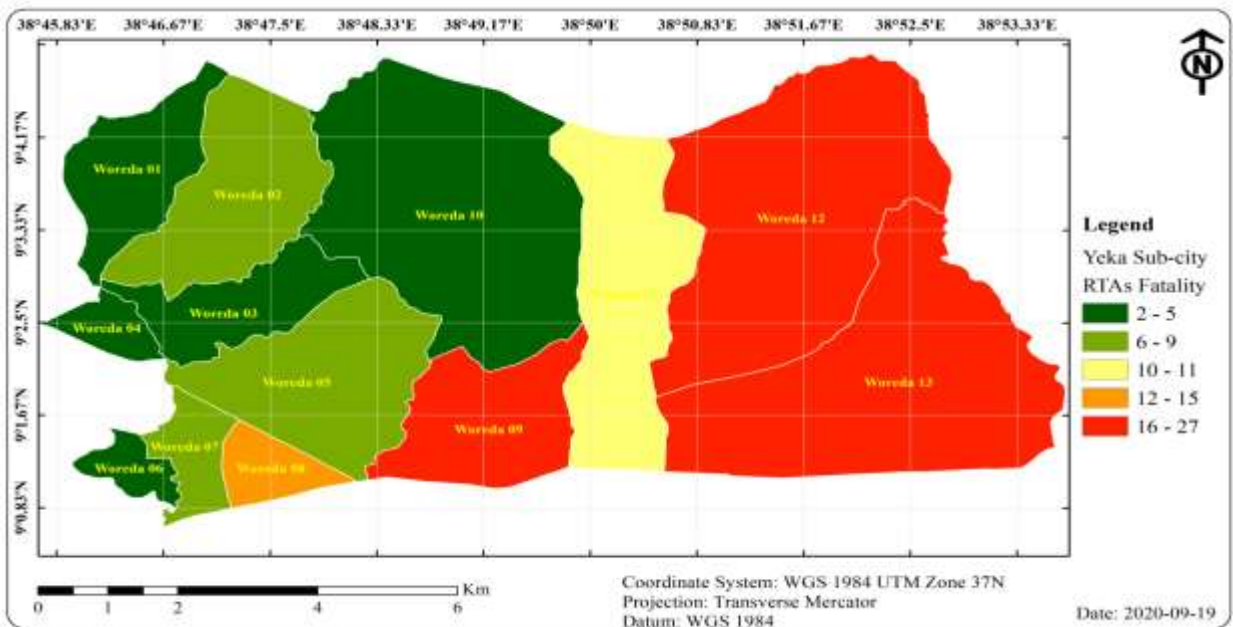 38°45.83'E 38°46.67'E 38°47.5'E 38°48.33'E 38°49.17'E 38°50'E 38°50.83'E 38°51.67'E 38°52.5'E 38°53.33'E
N
9°4.17'N
9°3.33'N
9°2.5'N
9°1.67'N
9°0.83'N
Woreda 01
Woreda 02
Woreda 10
Woreda 12
Woreda 03
Woreda 04
Woreda 05
Woreda 13
Woreda 09
Woreda 07
Woreda 06
Woreda 08
Legend
Yeka Sub-city
RTAs Fatality
2 - 5
6 - 9
10 - 11
12 - 15
16 - 27
Km
0 1 2 4 6
Coordinate System: WGS 1984 UTM Zone 37N
Projection: Transverse Mercator
Datum: WGS 1984
Date: 2020-09-19